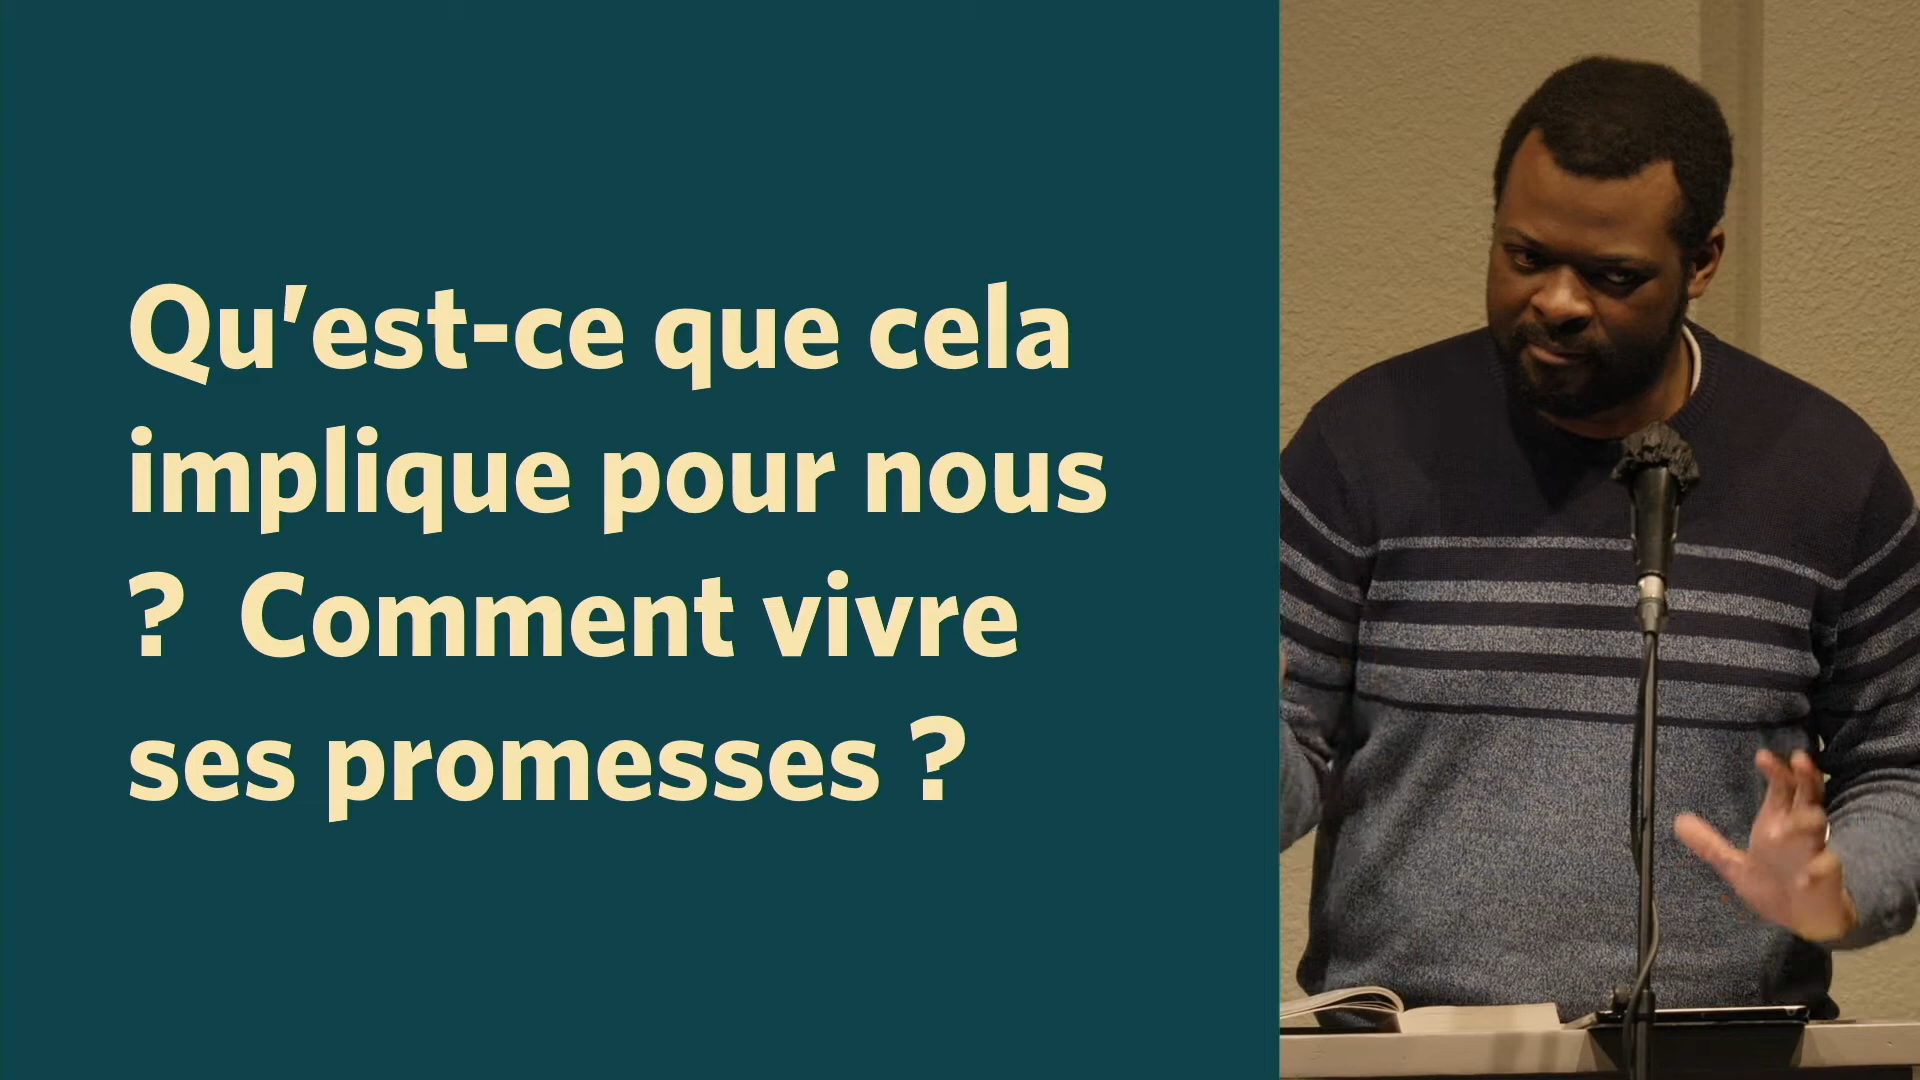 Qu’est-ce que cela
implique pour nous
?  Comment vivre
ses promesses ?